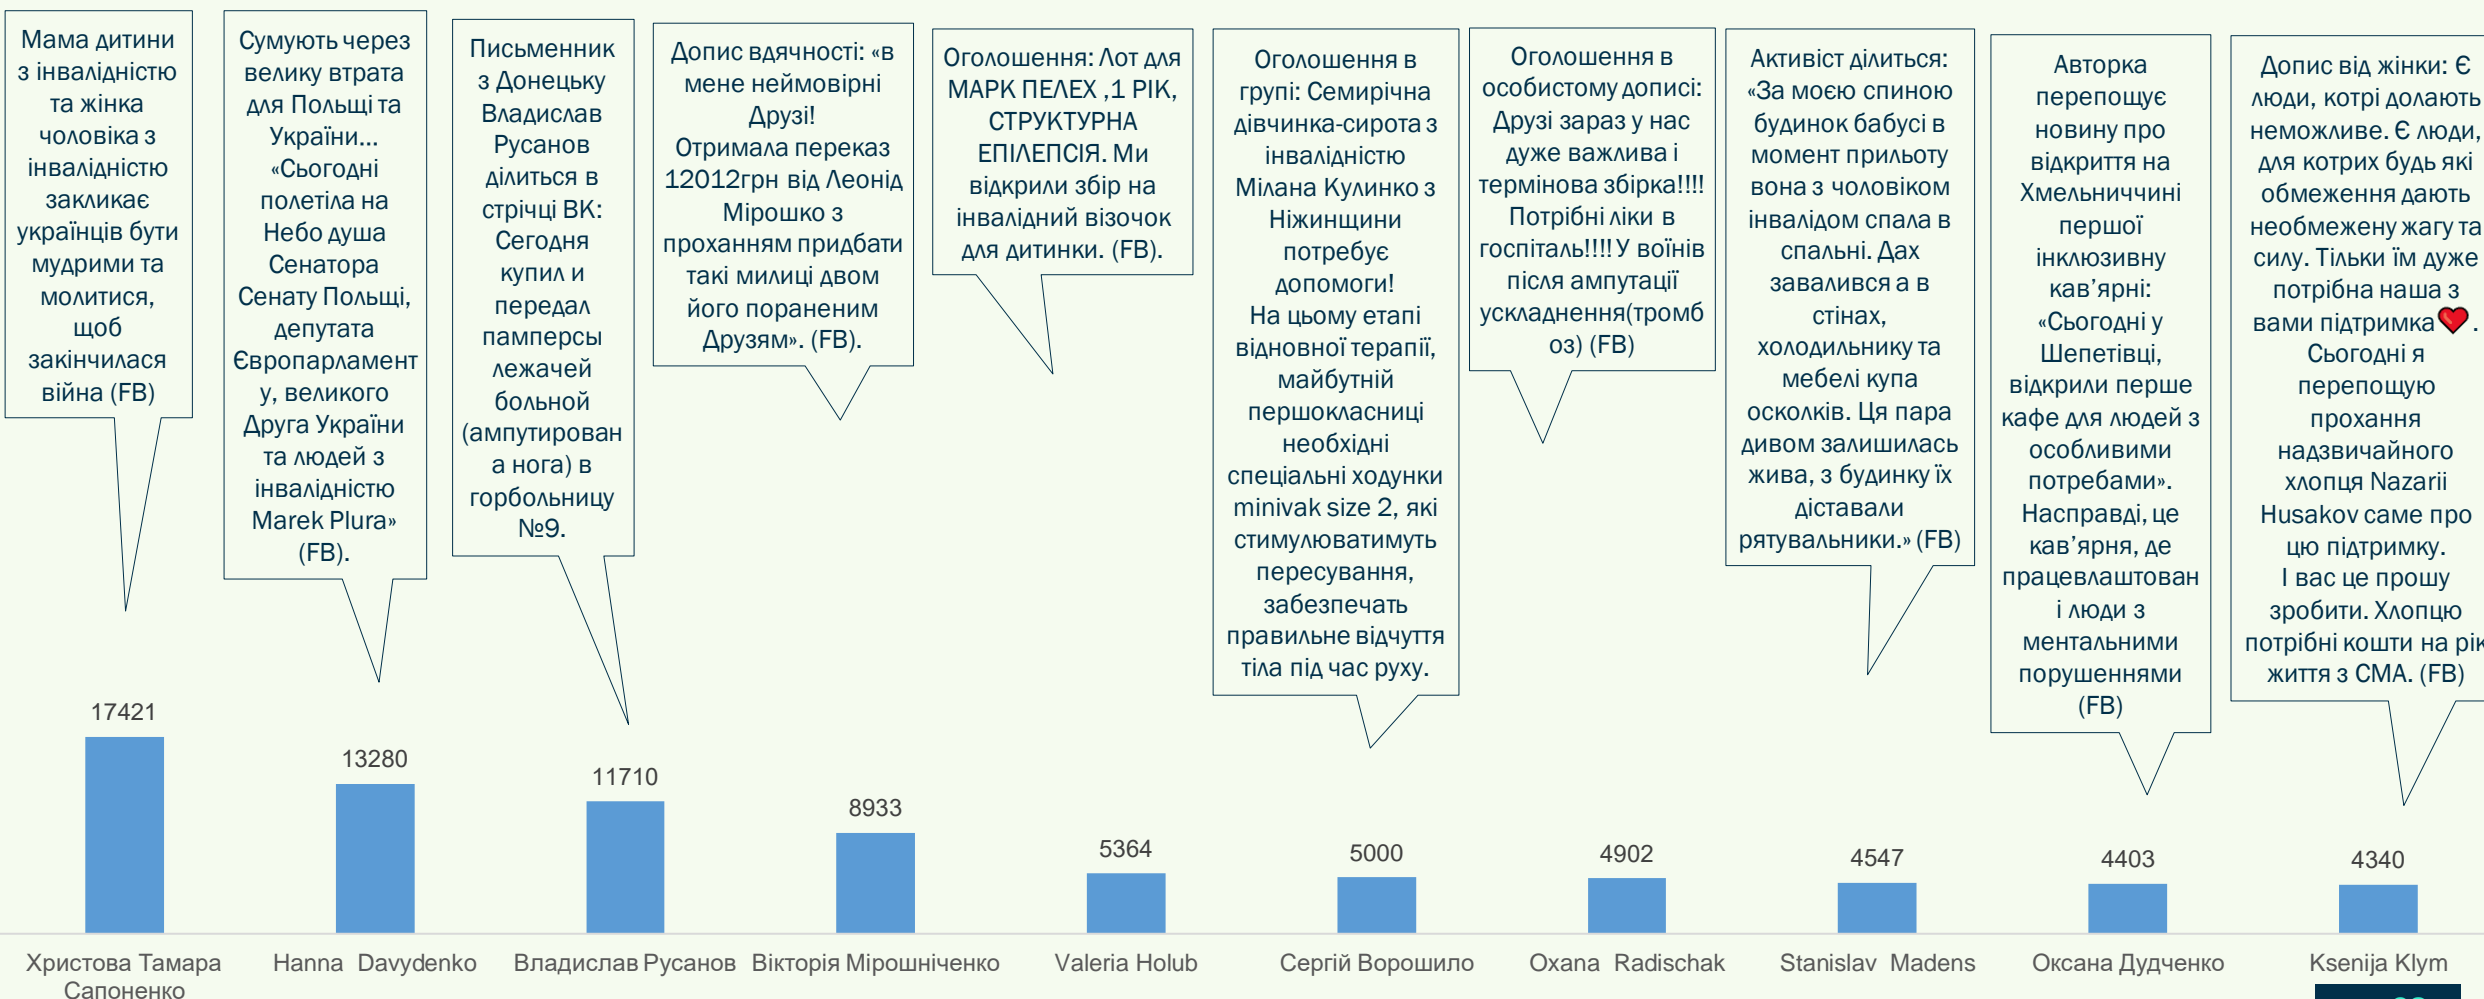 Мама дитини
з інвалідністю
та жінка
чоловіка з
інвалідністю
закликає
українців бути
мудрими та
молитися,
щоб
закінчилася
війна (FB)
Сумують через
велику втрата
для Польщі та
України...
«Сьогодні
полетіла на
Небо душа
Сенатора
Сенату Польщі,
депутата
Європарламент
у, великого
Друга України
та людей з
інвалідністю
Marek Plura»
(FB).
Письменник
з Донецьку
Владислав
Русанов
ділиться в
стрічці ВК:
Сегодня
купил и
передал
памперсы
лежачей
больной
(ампутирован
а нога) в
горбольницу
№9.
Допис вдячності: «в
мене неймовірні
Друзі!
Отримала переказ
12012грн від Леонід
Мірошко з
проханням придбати
такі милиці двом
його пораненим
Друзям». (FB).
Оголошення: Лот для
МАРК ПЕЛЕХ ,1 РІК,
СТРУКТУРНА
ЕПІЛЕПСІЯ. Ми
відкрили збір на
інвалідний візочок
для дитинки. (FB).
Оголошення в
групі: Семирічна
дівчинка-сирота з
інвалідністю
Мілана Кулинко з
Ніжинщини
потребує
допомоги!
На цьому етапі
відновної терапії,
майбутній
першокласниці
необхідні
спеціальні ходунки
minivak size 2, які
стимулюватимуть
пересування,
забезпечать
правильне відчуття
тіла під час руху.
Оголошення в
особистому дописі:
Друзі зараз у нас
дуже важлива і
термінова збірка!!!!
Потрібні ліки в
госпіталь!!!! У воїнів
після ампутації
ускладнення(тромб
оз) (FB)
Активіст ділиться:
«За моєю спиною
будинок бабусі в
момент прильоту
вона з чоловіком
інвалідом спала в
спальні. Дах
завалився а в
стінах,
холодильнику та
мебелі купа
осколків. Ця пара
дивом залишилась
жива, з будинку їх
діставали
рятувальники.» (FB)
Авторка
перепощує
новину про
відкриття на
Хмельниччині
першої
інклюзивну
кав’ярні:
«Сьогодні у
Шепетівці,
відкрили перше
кафе для людей з
особливими
потребами».
Насправді, це
кав’ярня, де
працевлаштован
і люди з
ментальними
порушеннями
(FB)
Допис від жінки: Є
люди, котрі долають
неможливе. Є люди,
для котрих будь які
обмеження дають
необмежену жагу та
силу. Тільки їм дуже
потрібна наша з
вами підтримка❤️.
Сьогодні я
перепощую
прохання
надзвичайного
хлопця Nazarii
Husakov саме про
цю підтримку.
І вас це прошу
зробити. Хлопцю
потрібні кошти на рік
життя з СМА. (FB)
17421
13280
11710
8933
5364
5000
4902
4547
4403
4340
Христова Тамара
Сапоненко
Hanna Davydenko
Владислав Русанов
Вікторія Мірошніченко
Valeria Holub
Сергій Ворошило
Oxana Radischak
Stanislav Madens
Оксана Дудченко
Ksenija Klym